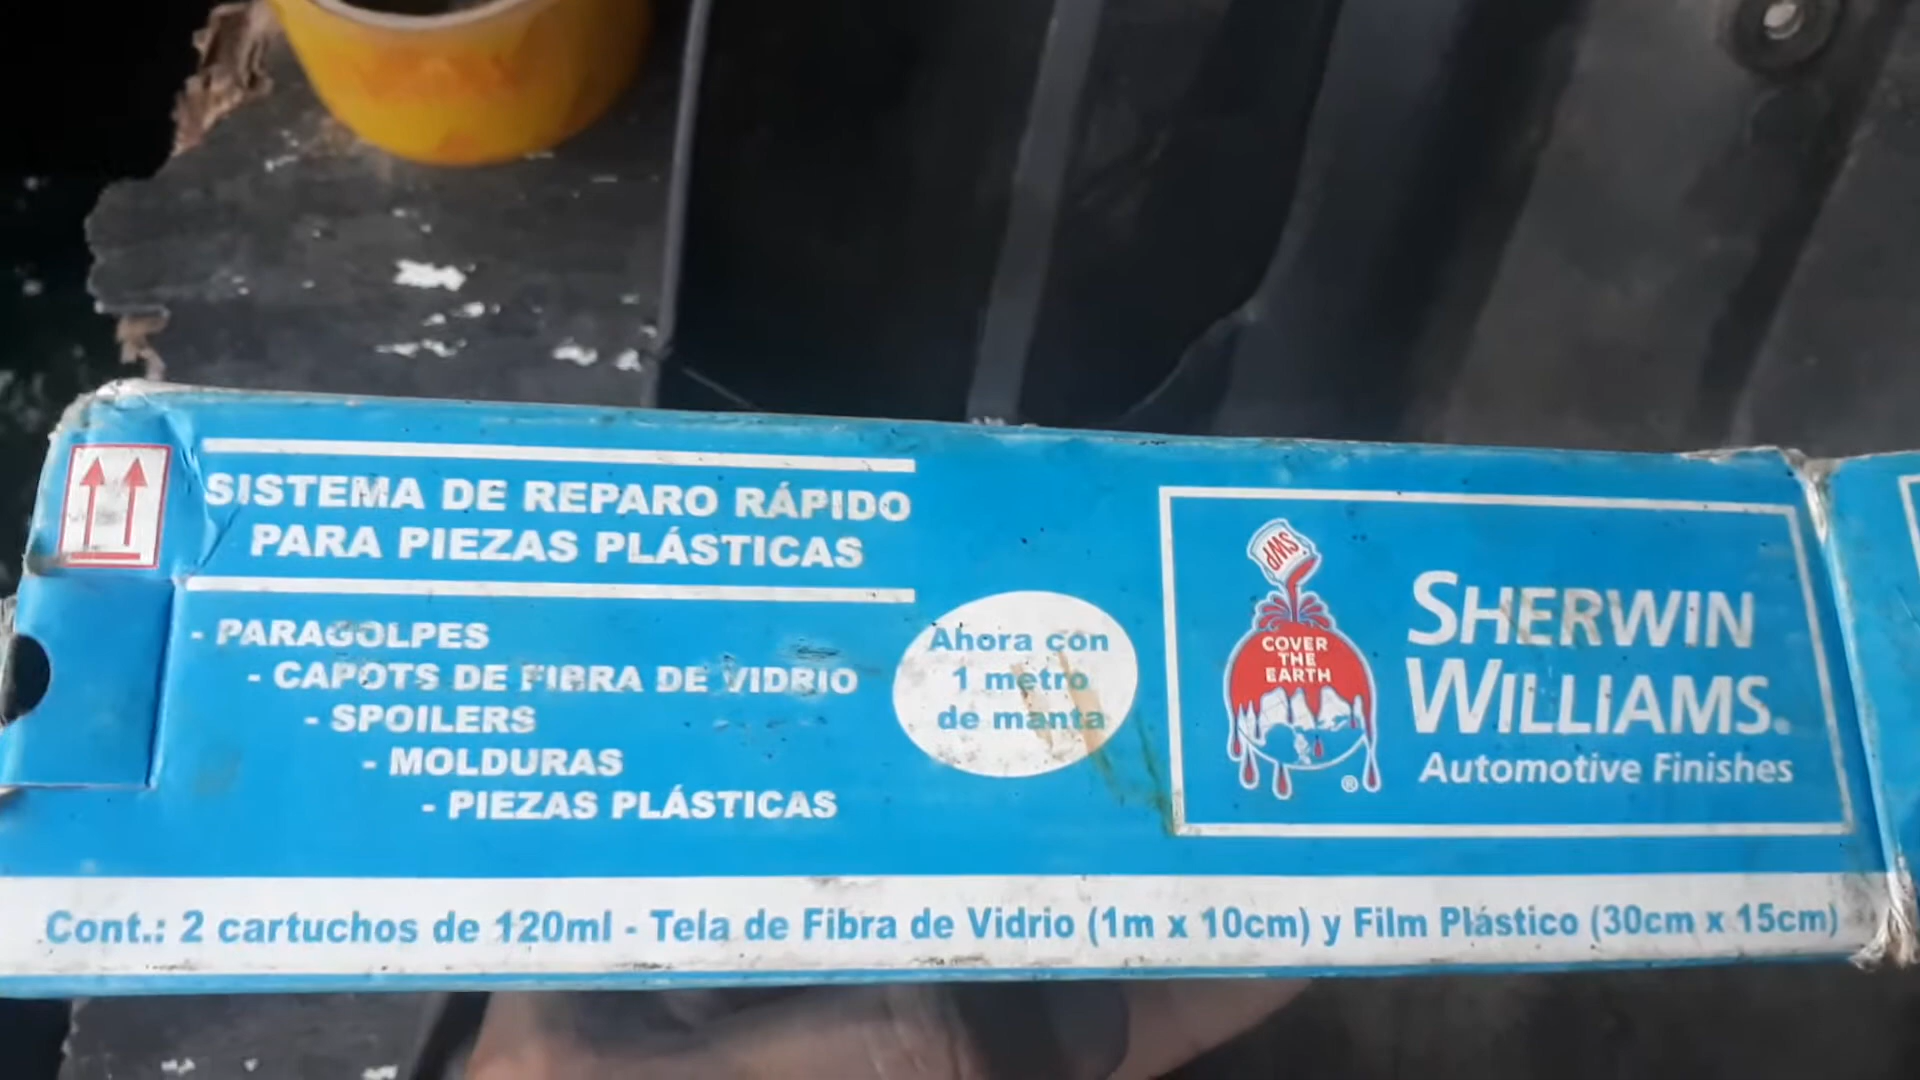 SISTEMA DE REPARO RÁPIDO
PARA PIEZAS PLÁSTICAS
- PARAGOLPES
- CAPOTS DE FIBRA DE VIDRIO
- SPOILERS
- MOLDURAS
- PIEZAS PLÁSTICAS
Ahora con
1 metro
de manta
SWP
COVER
THE
EARTH
®
SHERWIN
WILLIAMS.
Automotive Finishes
Cont.: 2 cartuchos de 120ml - Tela de Fibra de Vidrio (1m x 10cm) y Film Plástico (30cm x 15cm)